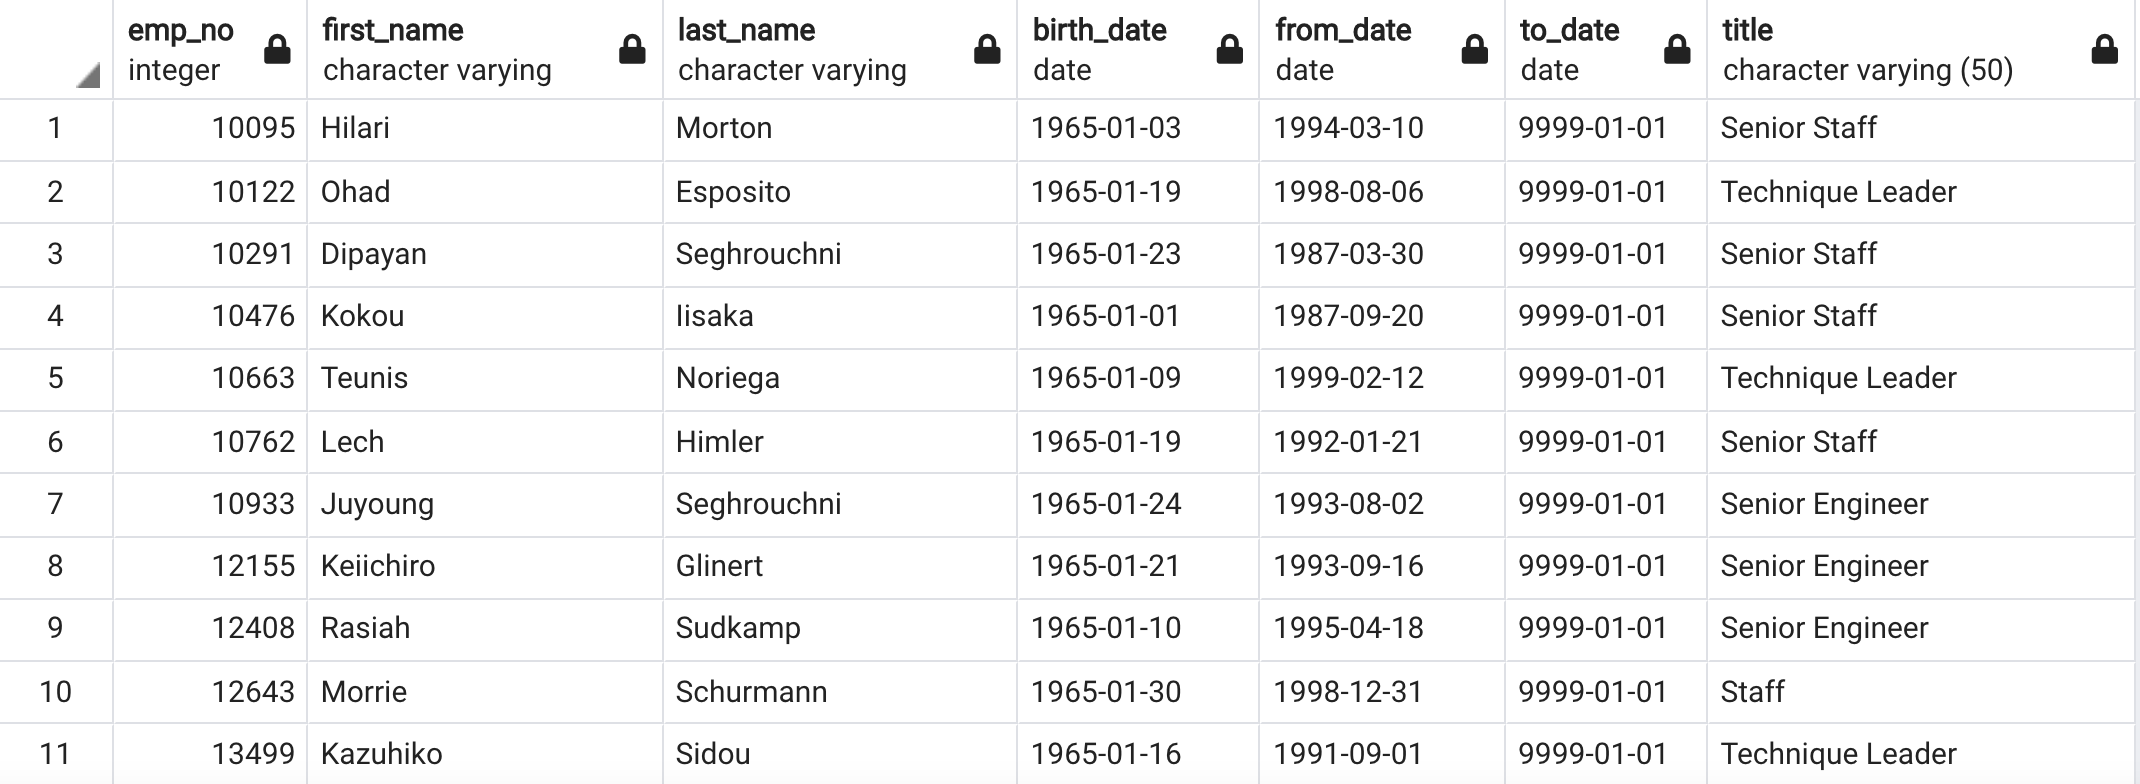 emp_no first_name last_name birth_date from_date to_date title
integer character varying character varying date date date character varying (50)
1 10095 Hilari Morton 1965-01-03 1994-03-10 9999-01-01 Senior Staff
2 10122 Ohad Esposito 1965-01-19 1998-08-06 9999-01-01 Technique Leader
3 10291 Dipayan Seghrouchni 1965-01-23 1987-03-30 9999-01-01 Senior Staff
4 10476 Kokou Iisaka 1965-01-01 1987-09-20 9999-01-01 Senior Staff
5 10663 Teunis Noriega 1965-01-09 1999-02-12 9999-01-01 Technique Leader
6 10762 Lech Himler 1965-01-19 1992-01-21 9999-01-01 Senior Staff
7 10933 Juyoung Seghrouchni 1965-01-24 1993-08-02 9999-01-01 Senior Engineer
8 12155 Keiichiro Glinert 1965-01-21 1993-09-16 9999-01-01 Senior Engineer
9 12408 Rasiah Sudkamp 1965-01-10 1995-04-18 9999-01-01 Senior Engineer
10 12643 Morrie Schurmann 1965-01-30 1998-12-31 9999-01-01 Staff
11 13499 Kazuhiko Sidou 1965-01-16 1991-09-01 9999-01-01 Technique Leader